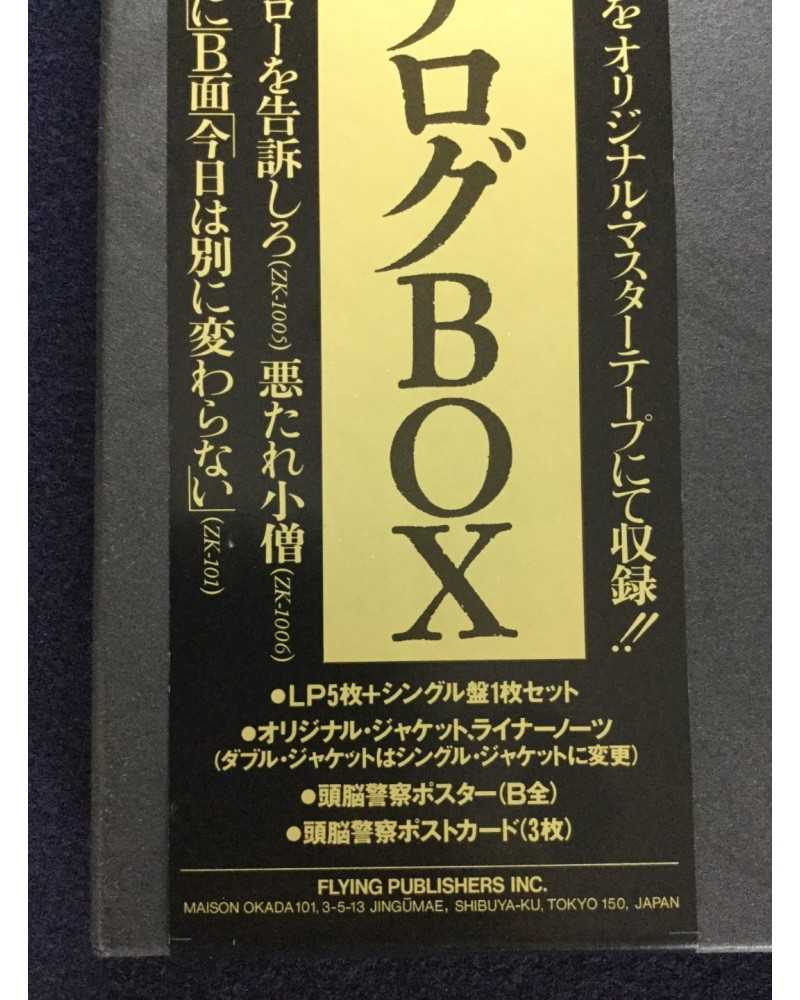 をオリジナル・マスターテープにて収録!!
ログBOX
ローを告訴しろ(ZK-1005) 悪たれ小僧(ZK-1006)
に」B面「今日は別に変わらない」(ZK-101)
●LP5枚+シングル盤1枚セット
●オリジナル・ジャケット、ライナーノーツ
(ダブル・ジャケットはシングル・ジャケットに変更)
●頭脳警察ポスター(B全)
●頭脳警察ポストカード(3枚)
FLYING PUBLISHERS INC.
MAISON OKADA101, 3-5-13 JINGŪMAE, SHIBUYA-KU, TOKYO 150, JAPAN